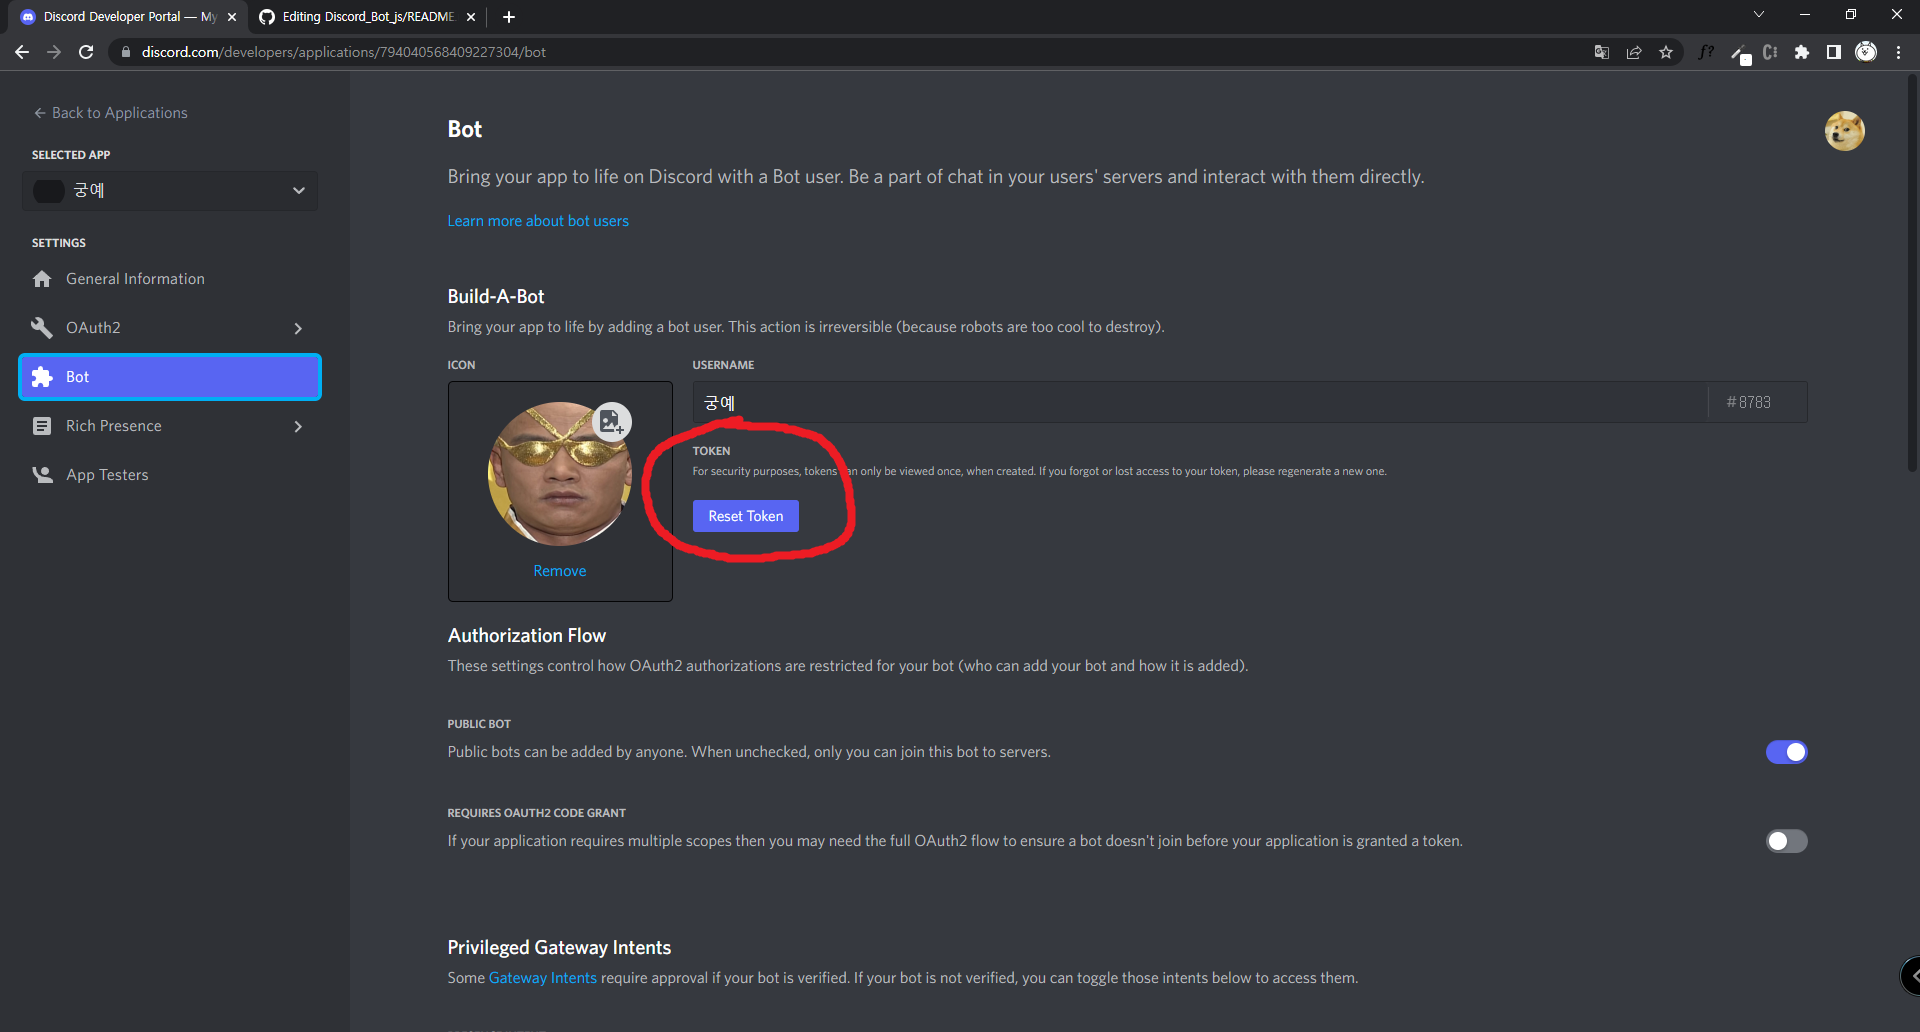 Discord Developer Portal — My
Editing Discord_Bot_js/README.
discord.com/developers/applications/794040568409227304/bot
Back to Applications
SELECTED APP
궁예
SETTINGS
General Information
OAuth2
Bot
Rich Presence
App Testers
Bot
Bring your app to life on Discord with a Bot user. Be a part of chat in your users' servers and interact with them directly.
Learn more about bot users
Build-A-Bot
Bring your app to life by adding a bot user. This action is irreversible (because robots are too cool to destroy).
ICON
Remove
USERNAME
궁예 #8783
TOKEN
For security purposes, tokens can only be viewed once, when created. If you forgot or lost access to your token, please regenerate a new one.
Reset Token
Authorization Flow
These settings control how OAuth2 authorizations are restricted for your bot (who can add your bot and how it is added).
PUBLIC BOT
Public bots can be added by anyone. When unchecked, only you can join this bot to servers.
REQUIRES OAUTH2 CODE GRANT
If your application requires multiple scopes then you may need the full OAuth2 flow to ensure a bot doesn't join before your application is granted a token.
Privileged Gateway Intents
Some Gateway Intents require approval if your bot is verified. If your bot is not verified, you can toggle those intents below to access them.